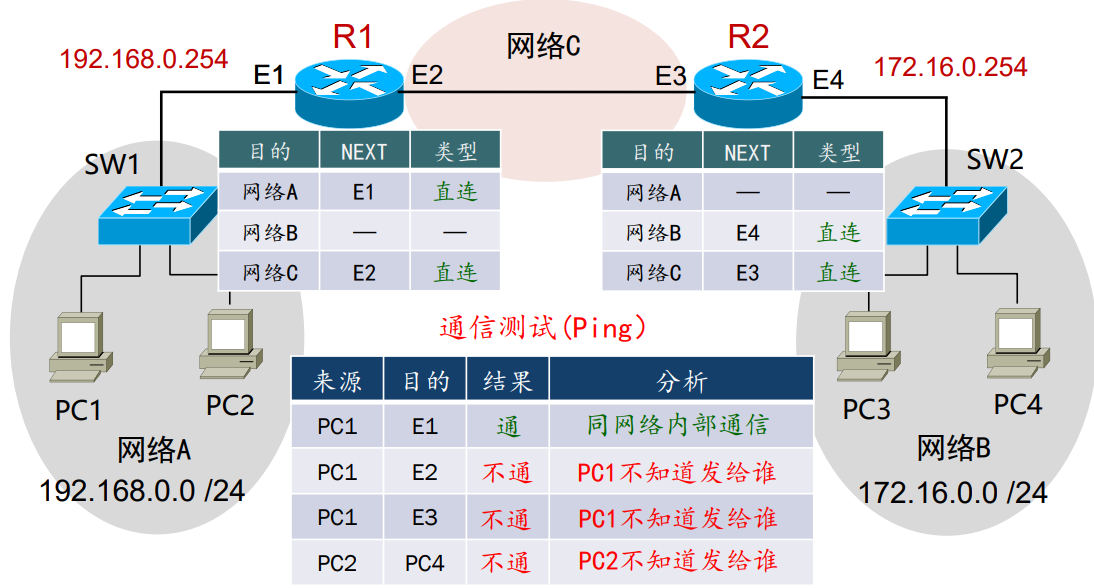 R1
网络C
R2
192.168.0.254
E1
E2
E3
E4
172.16.0.254
SW1
目的 NEXT 类型
网络A E1 直连
网络B — —
网络C E2 直连
目的 NEXT 类型
网络A — —
网络B E4 直连
网络C E3 直连
SW2
通信测试(Ping)
来源 目的 结果 分析
PC1 E1 通 同网络内部通信
PC1 E2 不通 PC1不知道发给谁
PC1 E3 不通 PC1不知道发给谁
PC2 PC4 不通 PC2不知道发给谁
PC1
PC2
网络A
192.168.0.0 /24
PC3
PC4
网络B
172.16.0.0 /24